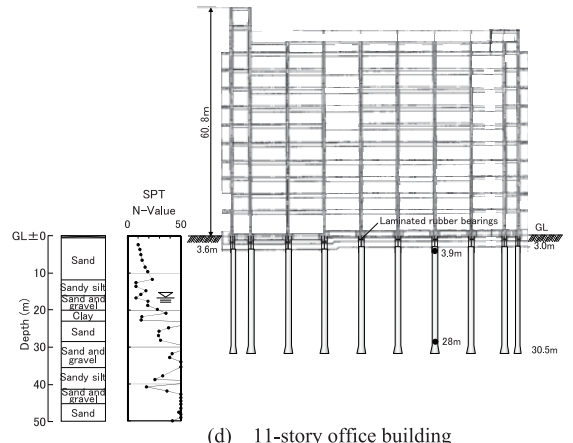 60.8m
SPT
N-Value
0
50
Laminated rubber bearings
GL±0
GL
3.6m
3.9m
3.0m
Sand
10
Sandy silt
Sand and
gravel
20
Clay
Sand
28m
30
30.5m
Sand and
gravel
Sandy silt
40
Sand and
gravel
Sand
50
Depth (m)
(d) 11-story office building